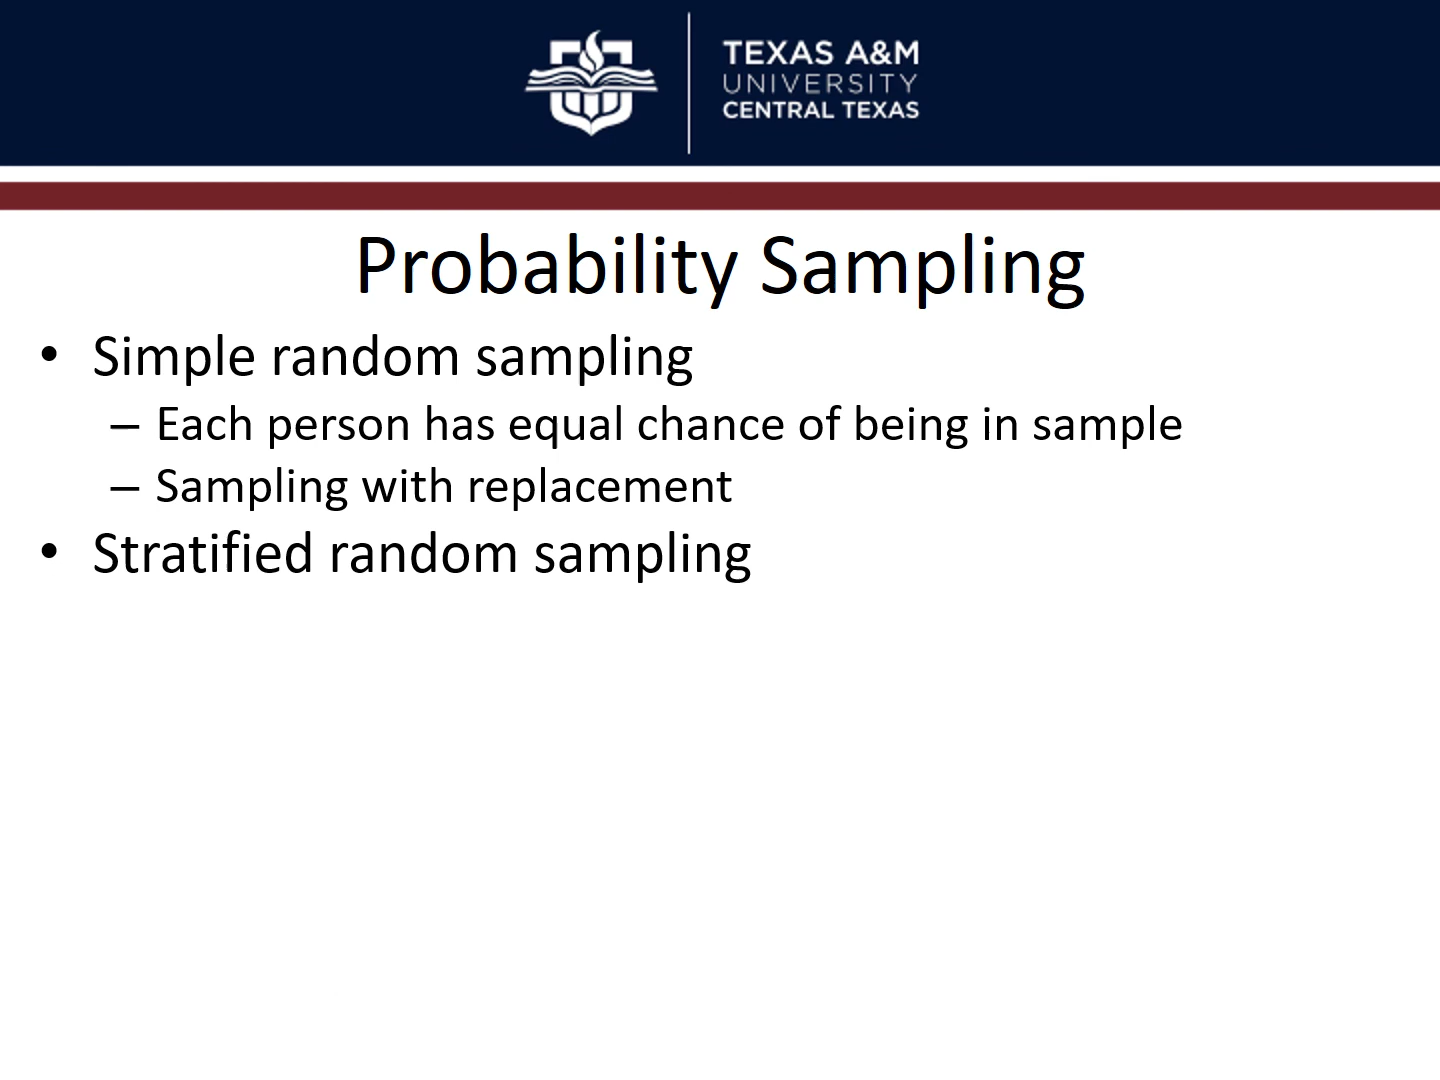 TEXAS A&M
UNIVERSITY
CENTRAL TEXAS
Probability Sampling
• Simple random sampling
– Each person has equal chance of being in sample
– Sampling with replacement
• Stratified random sampling